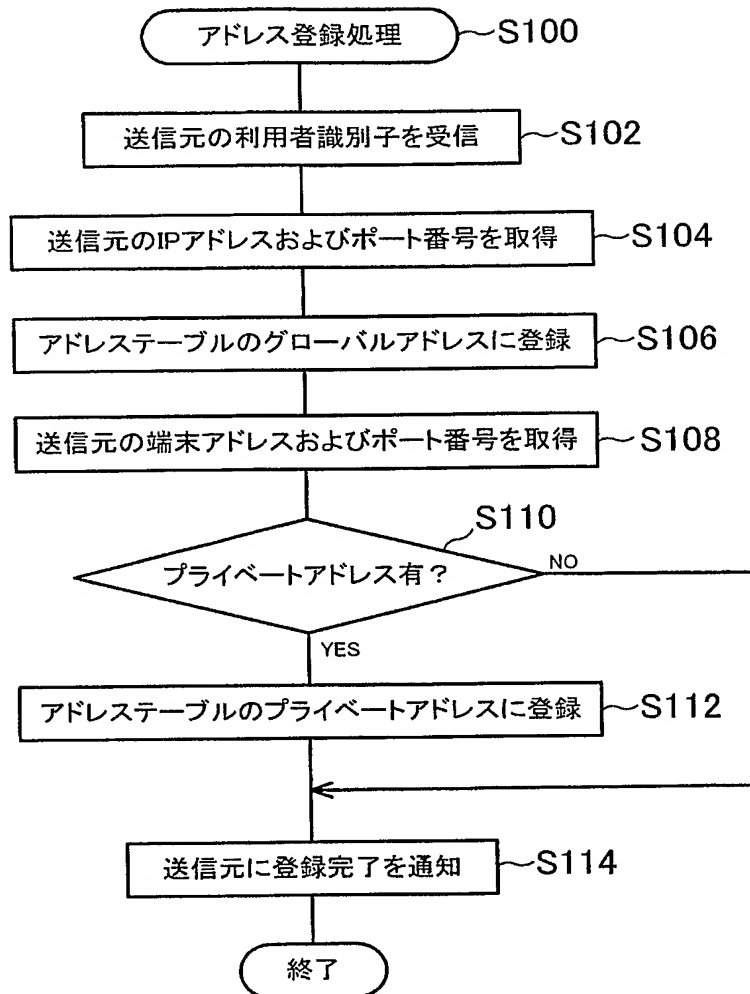 アドレス登録処理 S100
送信元の利用者識別子を受信 S102
送信元のIPアドレスおよびポート番号を取得 S104
アドレステーブルのグローバルアドレスに登録 S106
送信元の端末アドレスおよびポート番号を取得 S108
S110
プライベートアドレス有？ NO
YES
アドレステーブルのプライベートアドレスに登録 S112
送信元に登録完了を通知 S114
終了